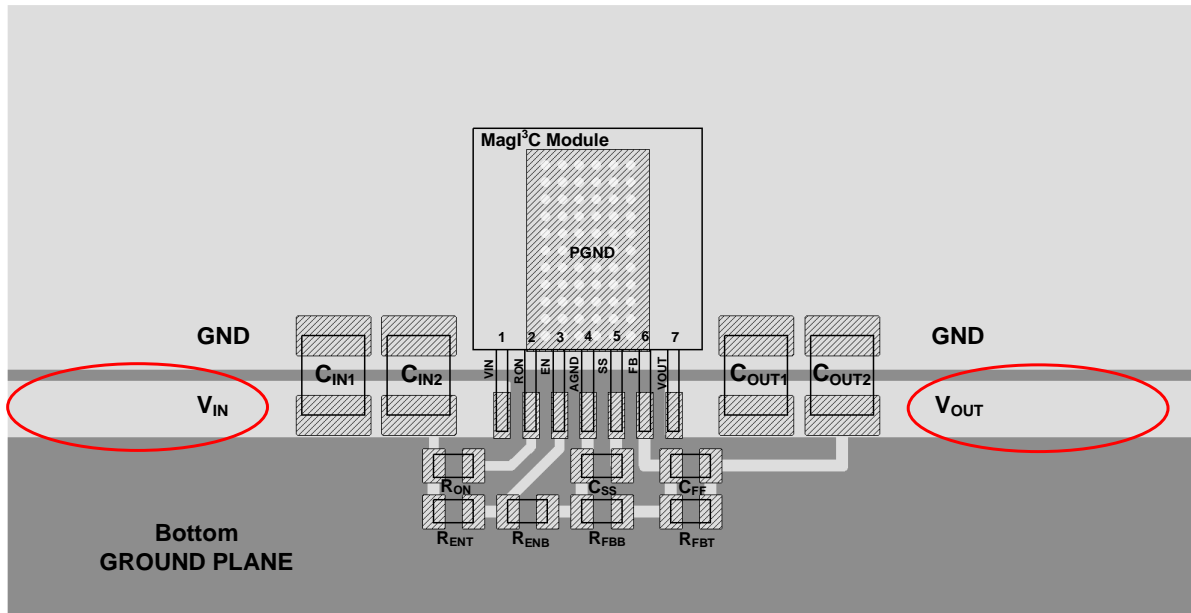 MagI³C Module
PGND
1 2 3 4 5 6 7
GND
GND
VIN
RON
EN
AGND
SS
FB
VOUT
CIN1
CIN2
COUT1
COUT2
VIN
VOUT
RON
CSS
CFF
RENT
RENB
RFBB
RFBT
Bottom
GROUND PLANE